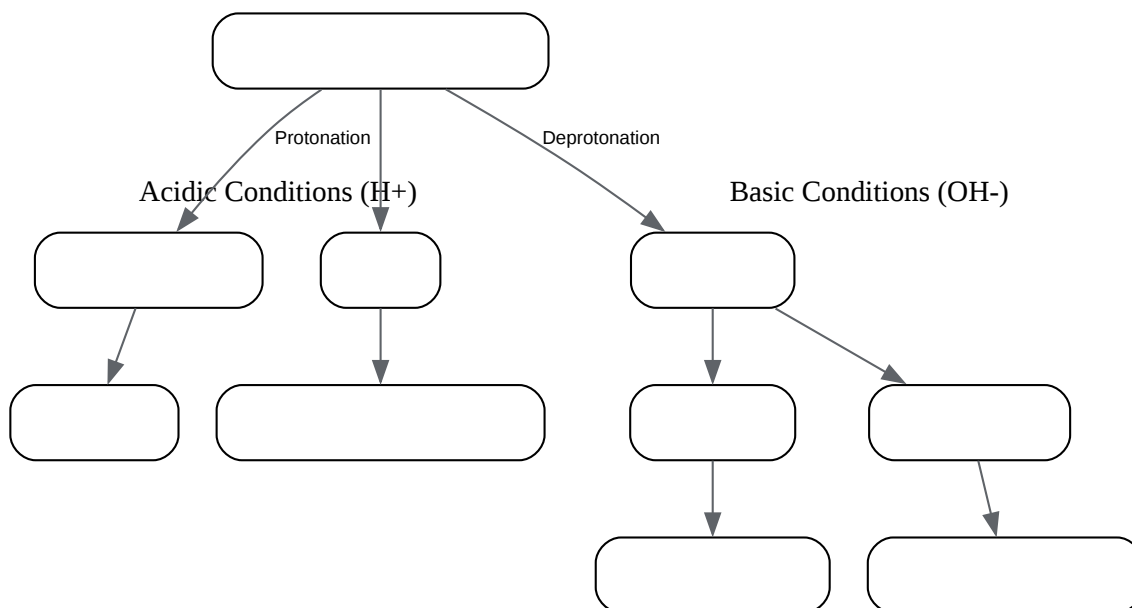 Protonation
Deprotonation
Acidic Conditions (H+)
Basic Conditions (OH-)